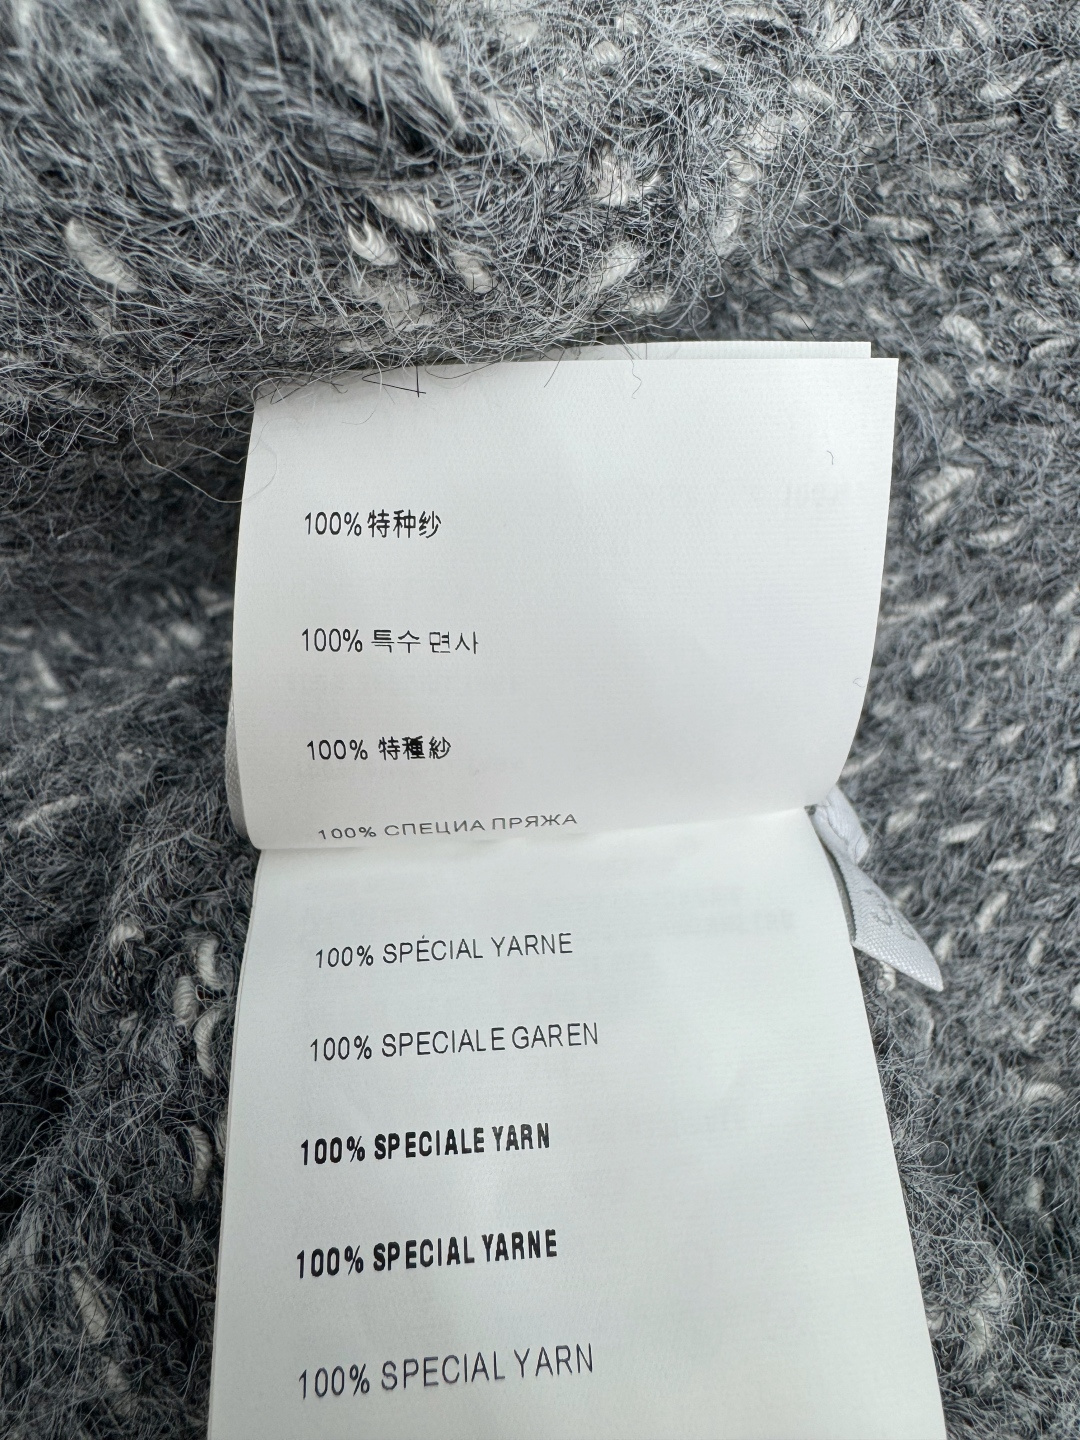 100% 特种纱
100% 특수 면사
100% 特種紗
100% СПЕЦИА ПРЯЖА
100% SPÉCIAL YARNE
100% SPECIALE GAREN
100% SPECIALE YARN
100% SPECIAL YARNE
100% SPECIAL YARN